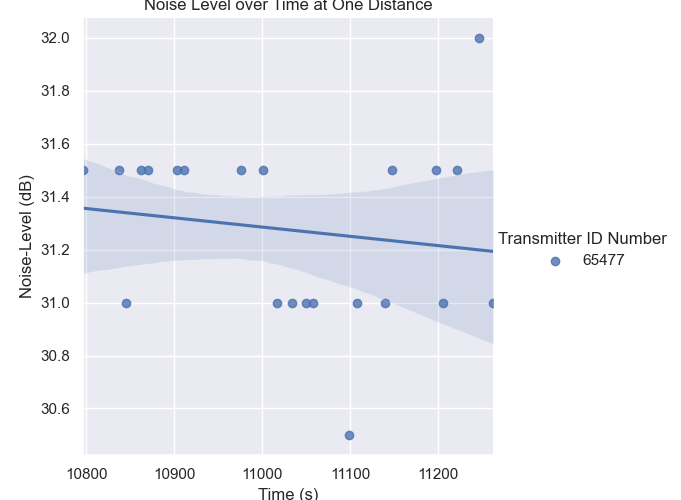 Noise Level over Time at One Distance
32.0
31.8
31.6
31.4
31.2
31.0
30.8
30.6
Noise-Level (dB)
10800 10900 11000 11100 11200
Time (s)
Transmitter ID Number
65477